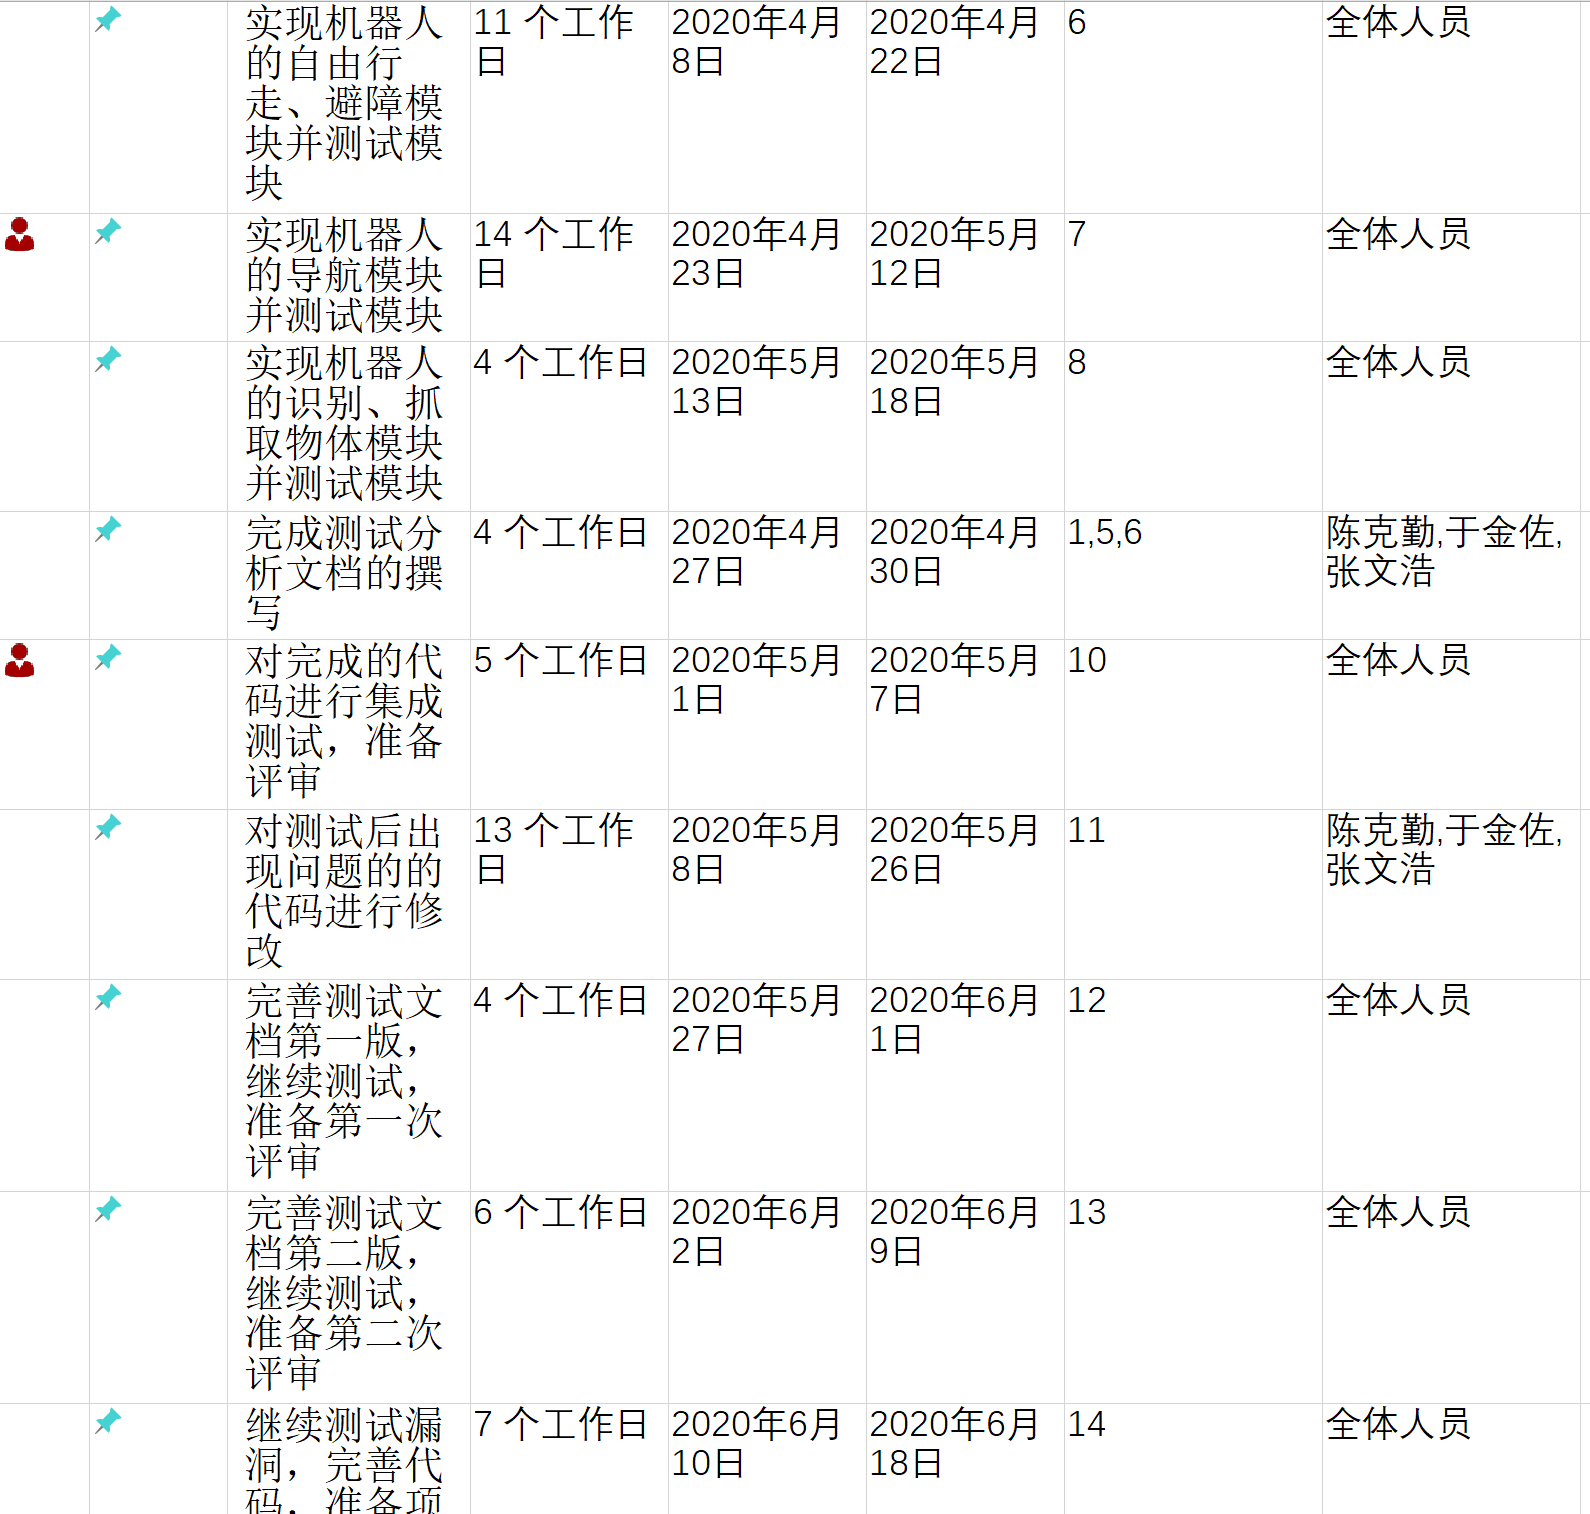 实现机器人
的自由行
走、避障模
块并测试模
块
11 个工作
日
2020年4月
8日
2020年4月
22日
6
全体人员
实现机器人
的导航模块
并测试模块
14 个工作
日
2020年4月
23日
2020年5月
12日
7
全体人员
实现机器人
的识别、抓
取物体模块
并测试模块
4 个工作日
2020年5月
13日
2020年5月
18日
8
全体人员
完成测试分
析文档的撰
写
4 个工作日
2020年4月
27日
2020年4月
30日
1,5,6
陈克勤,于金佐,
张文浩
对完成的代
码进行集成
测试，准备
评审
5 个工作日
2020年5月
1日
2020年5月
7日
10
全体人员
对测试后出
现问题的的
代码进行修
改
13 个工作
日
2020年5月
8日
2020年5月
26日
11
陈克勤,于金佐,
张文浩
完善测试文
档第一版，
继续测试，
准备第一次
评审
4 个工作日
2020年5月
27日
2020年6月
1日
12
全体人员
完善测试文
档第二版，
继续测试，
准备第二次
评审
6 个工作日
2020年6月
2日
2020年6月
9日
13
全体人员
继续测试漏
洞，完善代
码，准备项
7 个工作日
2020年6月
10日
2020年6月
18日
14
全体人员